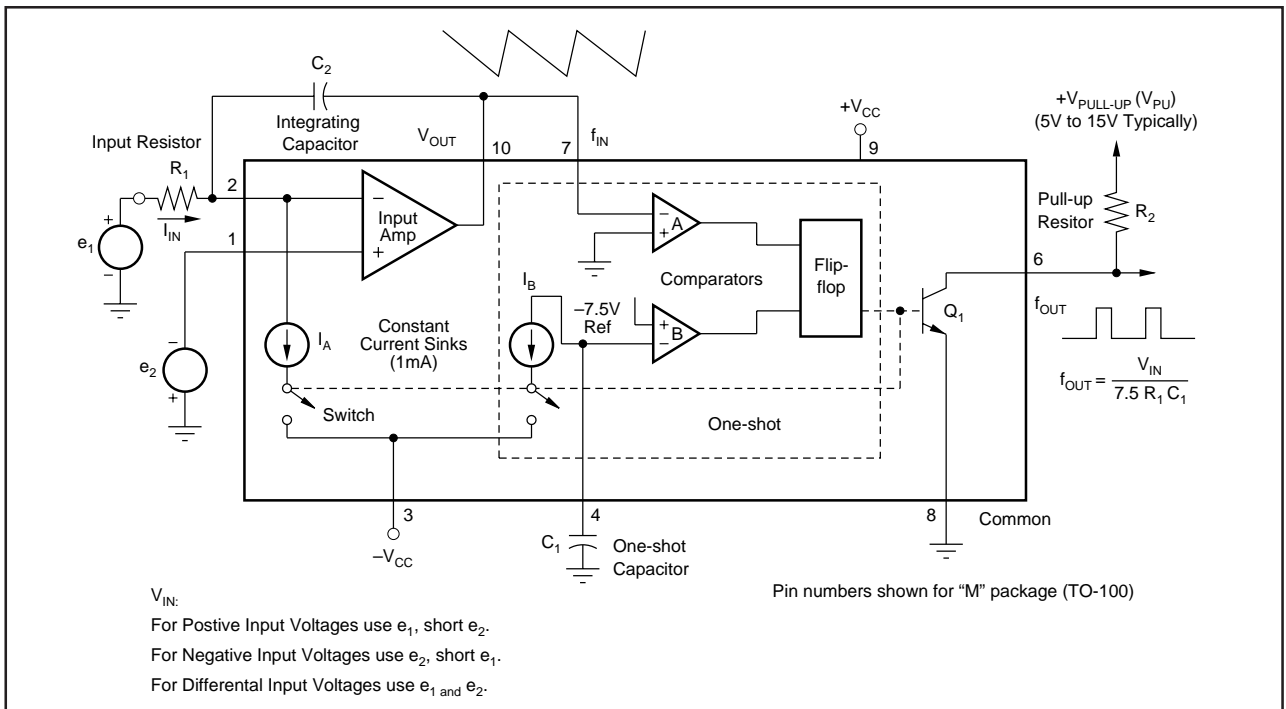 C2
Integrating
Capacitor
Input Resistor
R1
IIN
e1
+
–
2
1
VOUT
10
7
fIN
+VCC
9
+VPULL-UP (VPU)
(5V to 15V Typically)
Pull-up
Resitor
R2
Input
Amp
–
+
–
+
A
Comparators
Flip-
flop
6
fOUT
Q1
IB
–7.5V
Ref
+
–
B
IA
Constant
Current Sinks
(1mA)
–
e2
+
Switch
One-shot
fOUT = VIN / 7.5 R1 C1
3
–VCC
4
C1
One-shot
Capacitor
8
Common
Pin numbers shown for “M” package (TO-100)
VIN:
For Postive Input Voltages use e1, short e2.
For Negative Input Voltages use e2, short e1.
For Differental Input Voltages use e1 and e2.